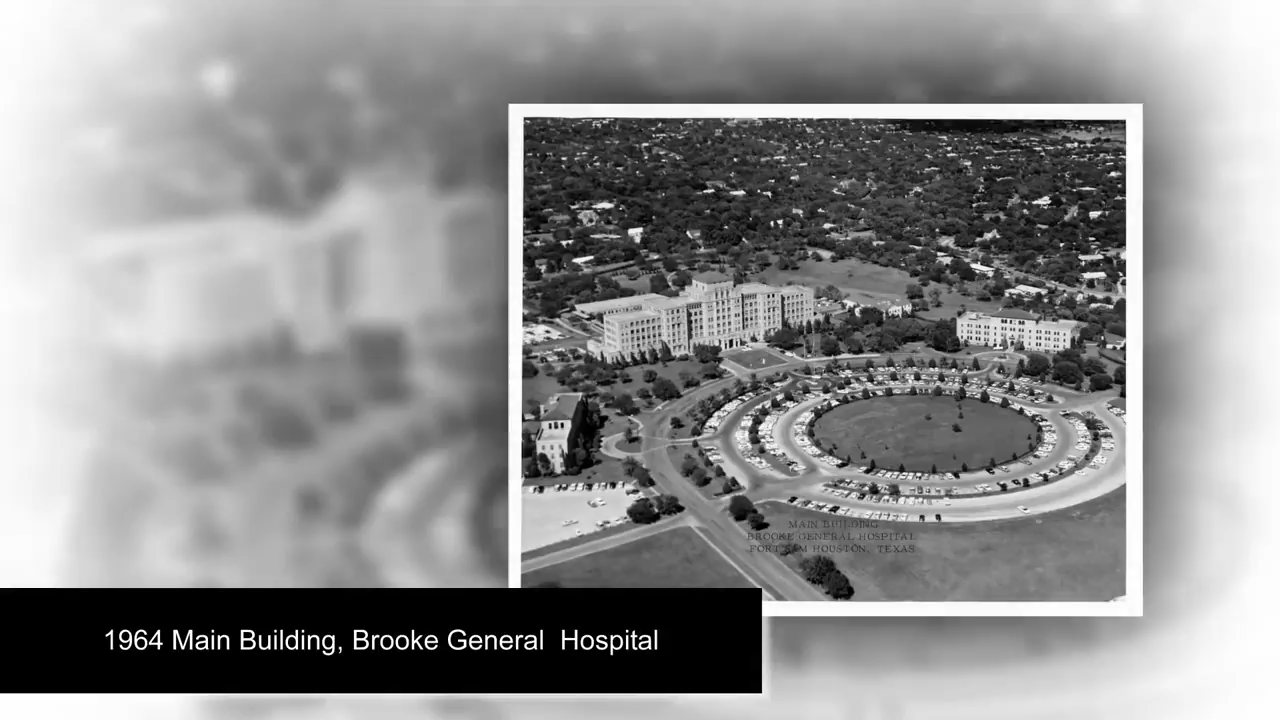 MAIN BUILDING
BROOKE GENERAL HOSPITAL
FORT SAM HOUSTON, TEXAS
1964 Main Building, Brooke General  Hospital